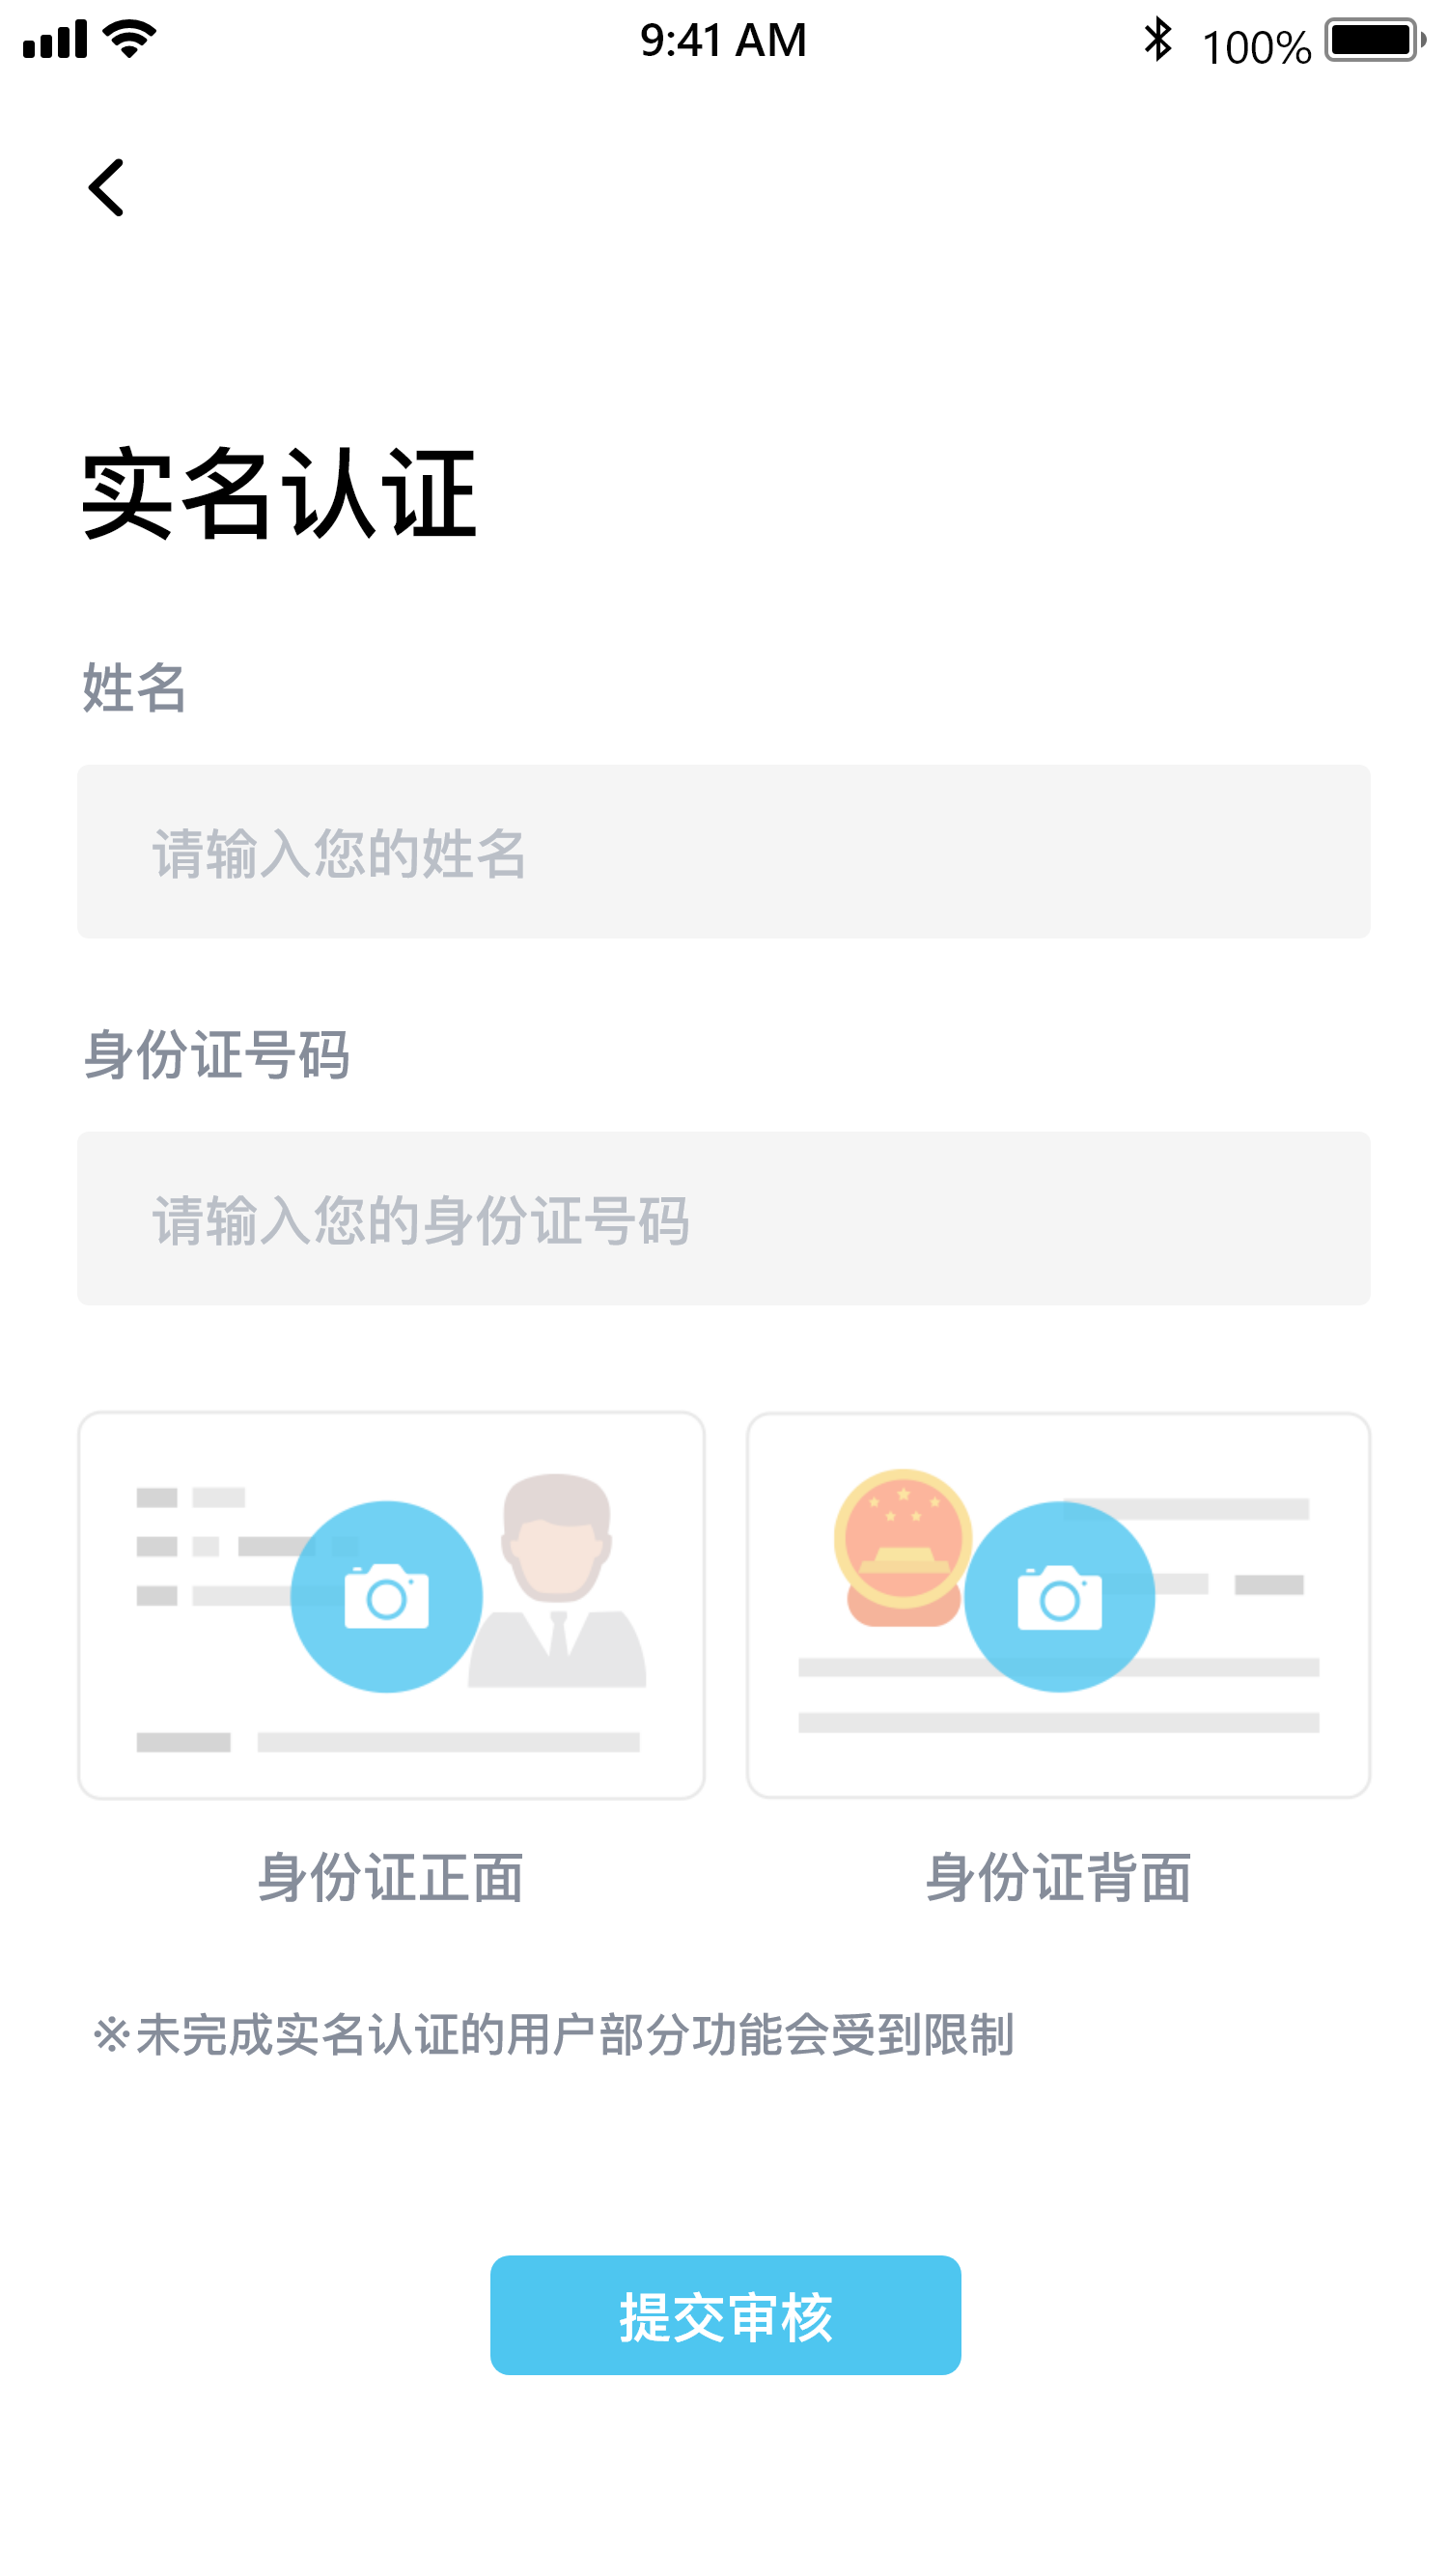 9:41 AM
100%
实名认证
姓名
请输入您的姓名
身份证号码
请输入您的身份证号码
身份证正面
身份证背面
※未完成实名认证的用户部分功能会受到限制
提交审核